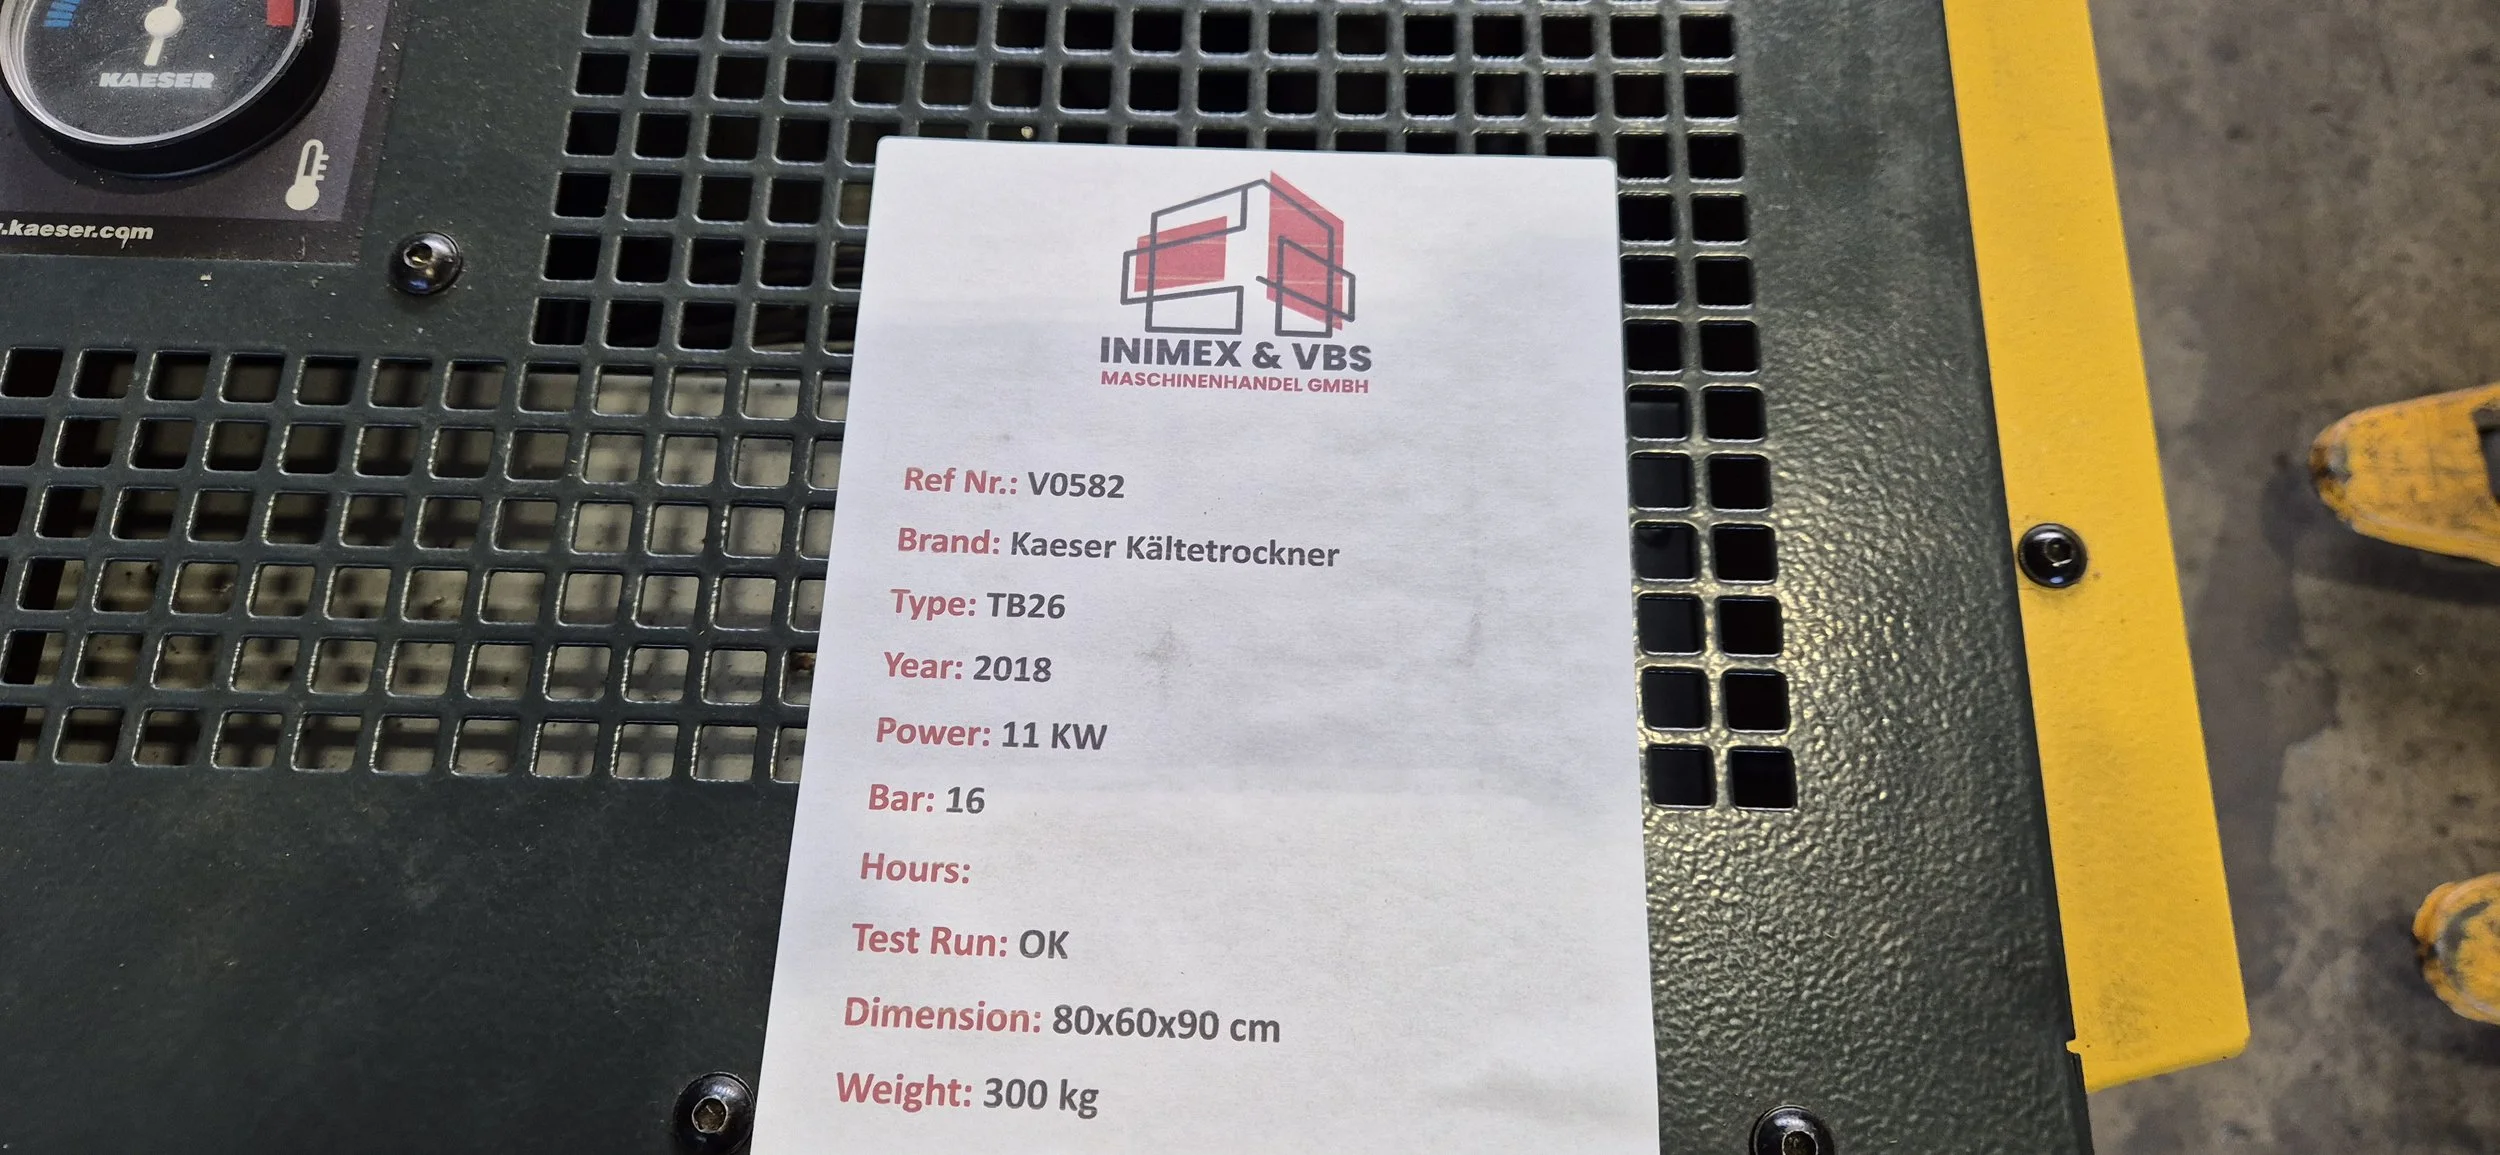 KAESER
.kaeser.com
INIMEX & VBS
MASCHINENHANDEL GMBH
Ref Nr.: V0582
Brand: Kaeser Kältetrockner
Type: TB26
Year: 2018
Power: 11 KW
Bar: 16
Hours:
Test Run: OK
Dimension: 80x60x90 cm
Weight: 300 kg